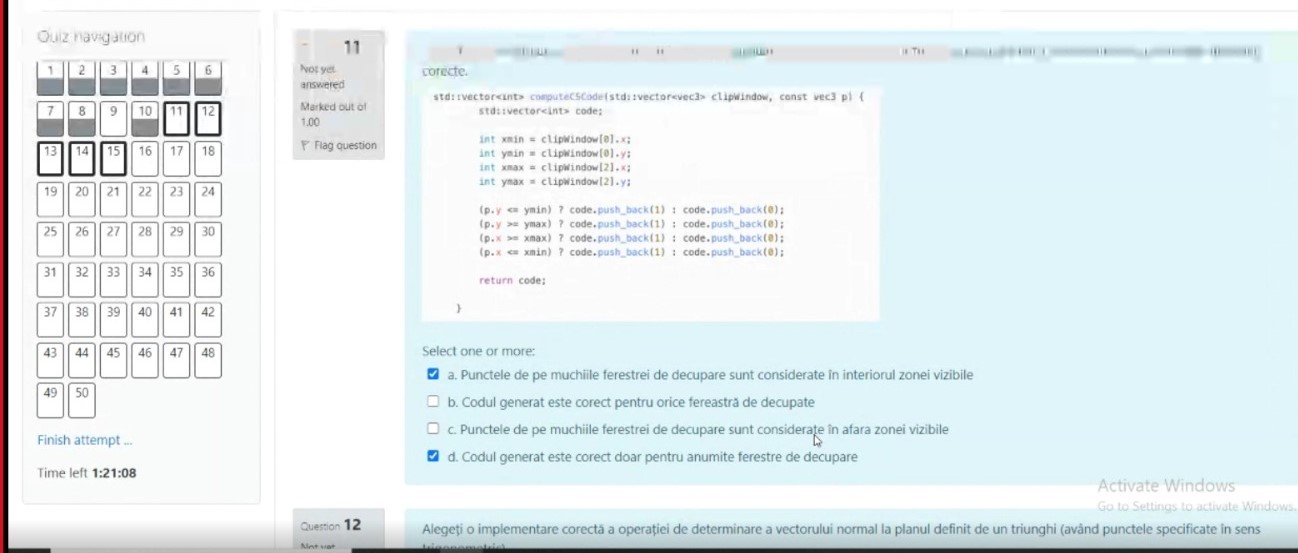 Quiz navigation
1 2 3 4 5 6
7 8 9 10 11 12
13 14 15 16 17 18
19 20 21 22 23 24
25 26 27 28 29 30
31 32 33 34 35 36
37 38 39 40 41 42
43 44 45 46 47 48
49 50
Finish attempt ...
Time left 1:21:08
11
Not yet
answered
Marked out of
1,00
Flag question
corecte.
std::vector<int> computeCSCode(std::vector<vec3> clipWindow, const vec3 p) {
std::vector<int> code;
int xmin = clipWindow[0].x;
int ymin = clipWindow[0].y;
int xmax = clipWindow[2].x;
int ymax = clipWindow[2].y;
(p.y <= ymin) ? code.push_back(1) : code.push_back(0);
(p.y >= ymax) ? code.push_back(1) : code.push_back(0);
(p.x >= xmax) ? code.push_back(1) : code.push_back(0);
(p.x <= xmin) ? code.push_back(1) : code.push_back(0);
return code;
}
Select one or more:
a. Punctele de pe muchiile ferestrei de decupare sunt considerate în interiorul zonei vizibile
b. Codul generat este corect pentru orice fereastră de decupate
c. Punctele de pe muchiile ferestrei de decupare sunt considerate în afara zonei vizibile
d. Codul generat este corect doar pentru anumite ferestre de decupare
Activate Windows
Go to Settings to activate Windows.
Question 12
Not yet
Alegeți o implementare corectă a operației de determinare a vectorului normal la planul definit de un triunghi (având punctele specificate în sens
trigonometric)